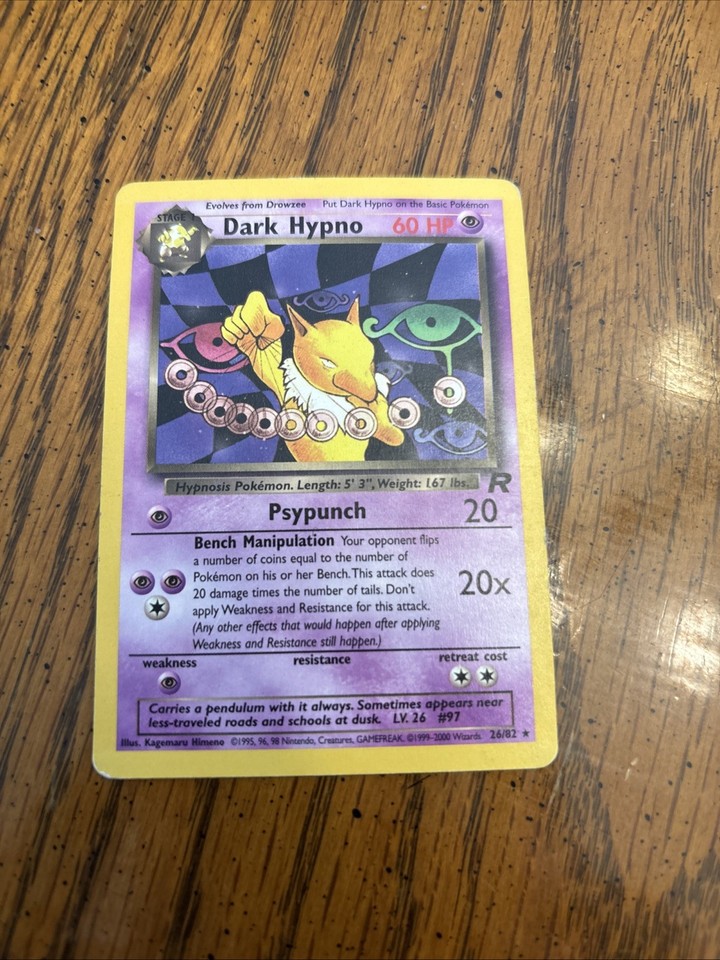 Evolves from Drowzee Put Dark Hypno on the Basic Pokémon
STAGE 1
Dark Hypno 60 HP
Hypnosis Pokémon. Length: 5' 3", Weight: 167 lbs.
R
Psypunch 20
Bench Manipulation Your opponent flips
a number of coins equal to the number of
Pokémon on his or her Bench. This attack does
20 damage times the number of tails. Don't
apply Weakness and Resistance for this attack.
(Any other effects that would happen after applying
Weakness and Resistance still happen.)
20x
weakness resistance retreat cost
Carries a pendulum with it always. Sometimes appears near
less-traveled roads and schools at dusk. LV. 26 #97
Illus. Kagemaru Himeno ©1995, 96, 98 Nintendo, Creatures, GAMEFREAK. ©1999-2000 Wizards. 26/82 ★